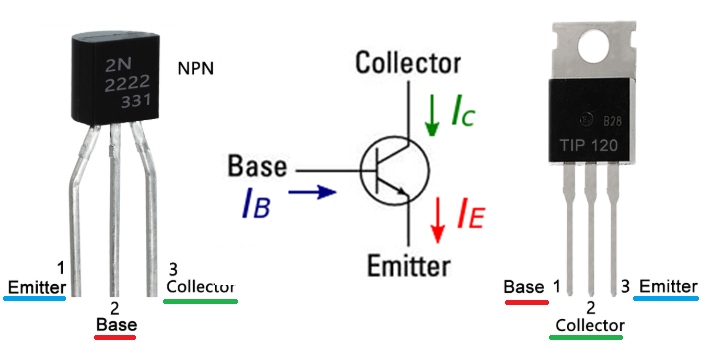 2N
2222
331
NPN
1
Emitter
3
Collector
2
Base
Collector
IC
Base
IB
IE
Emitter
B28
TIP 120
Base 1
3 Emitter
2
Collector